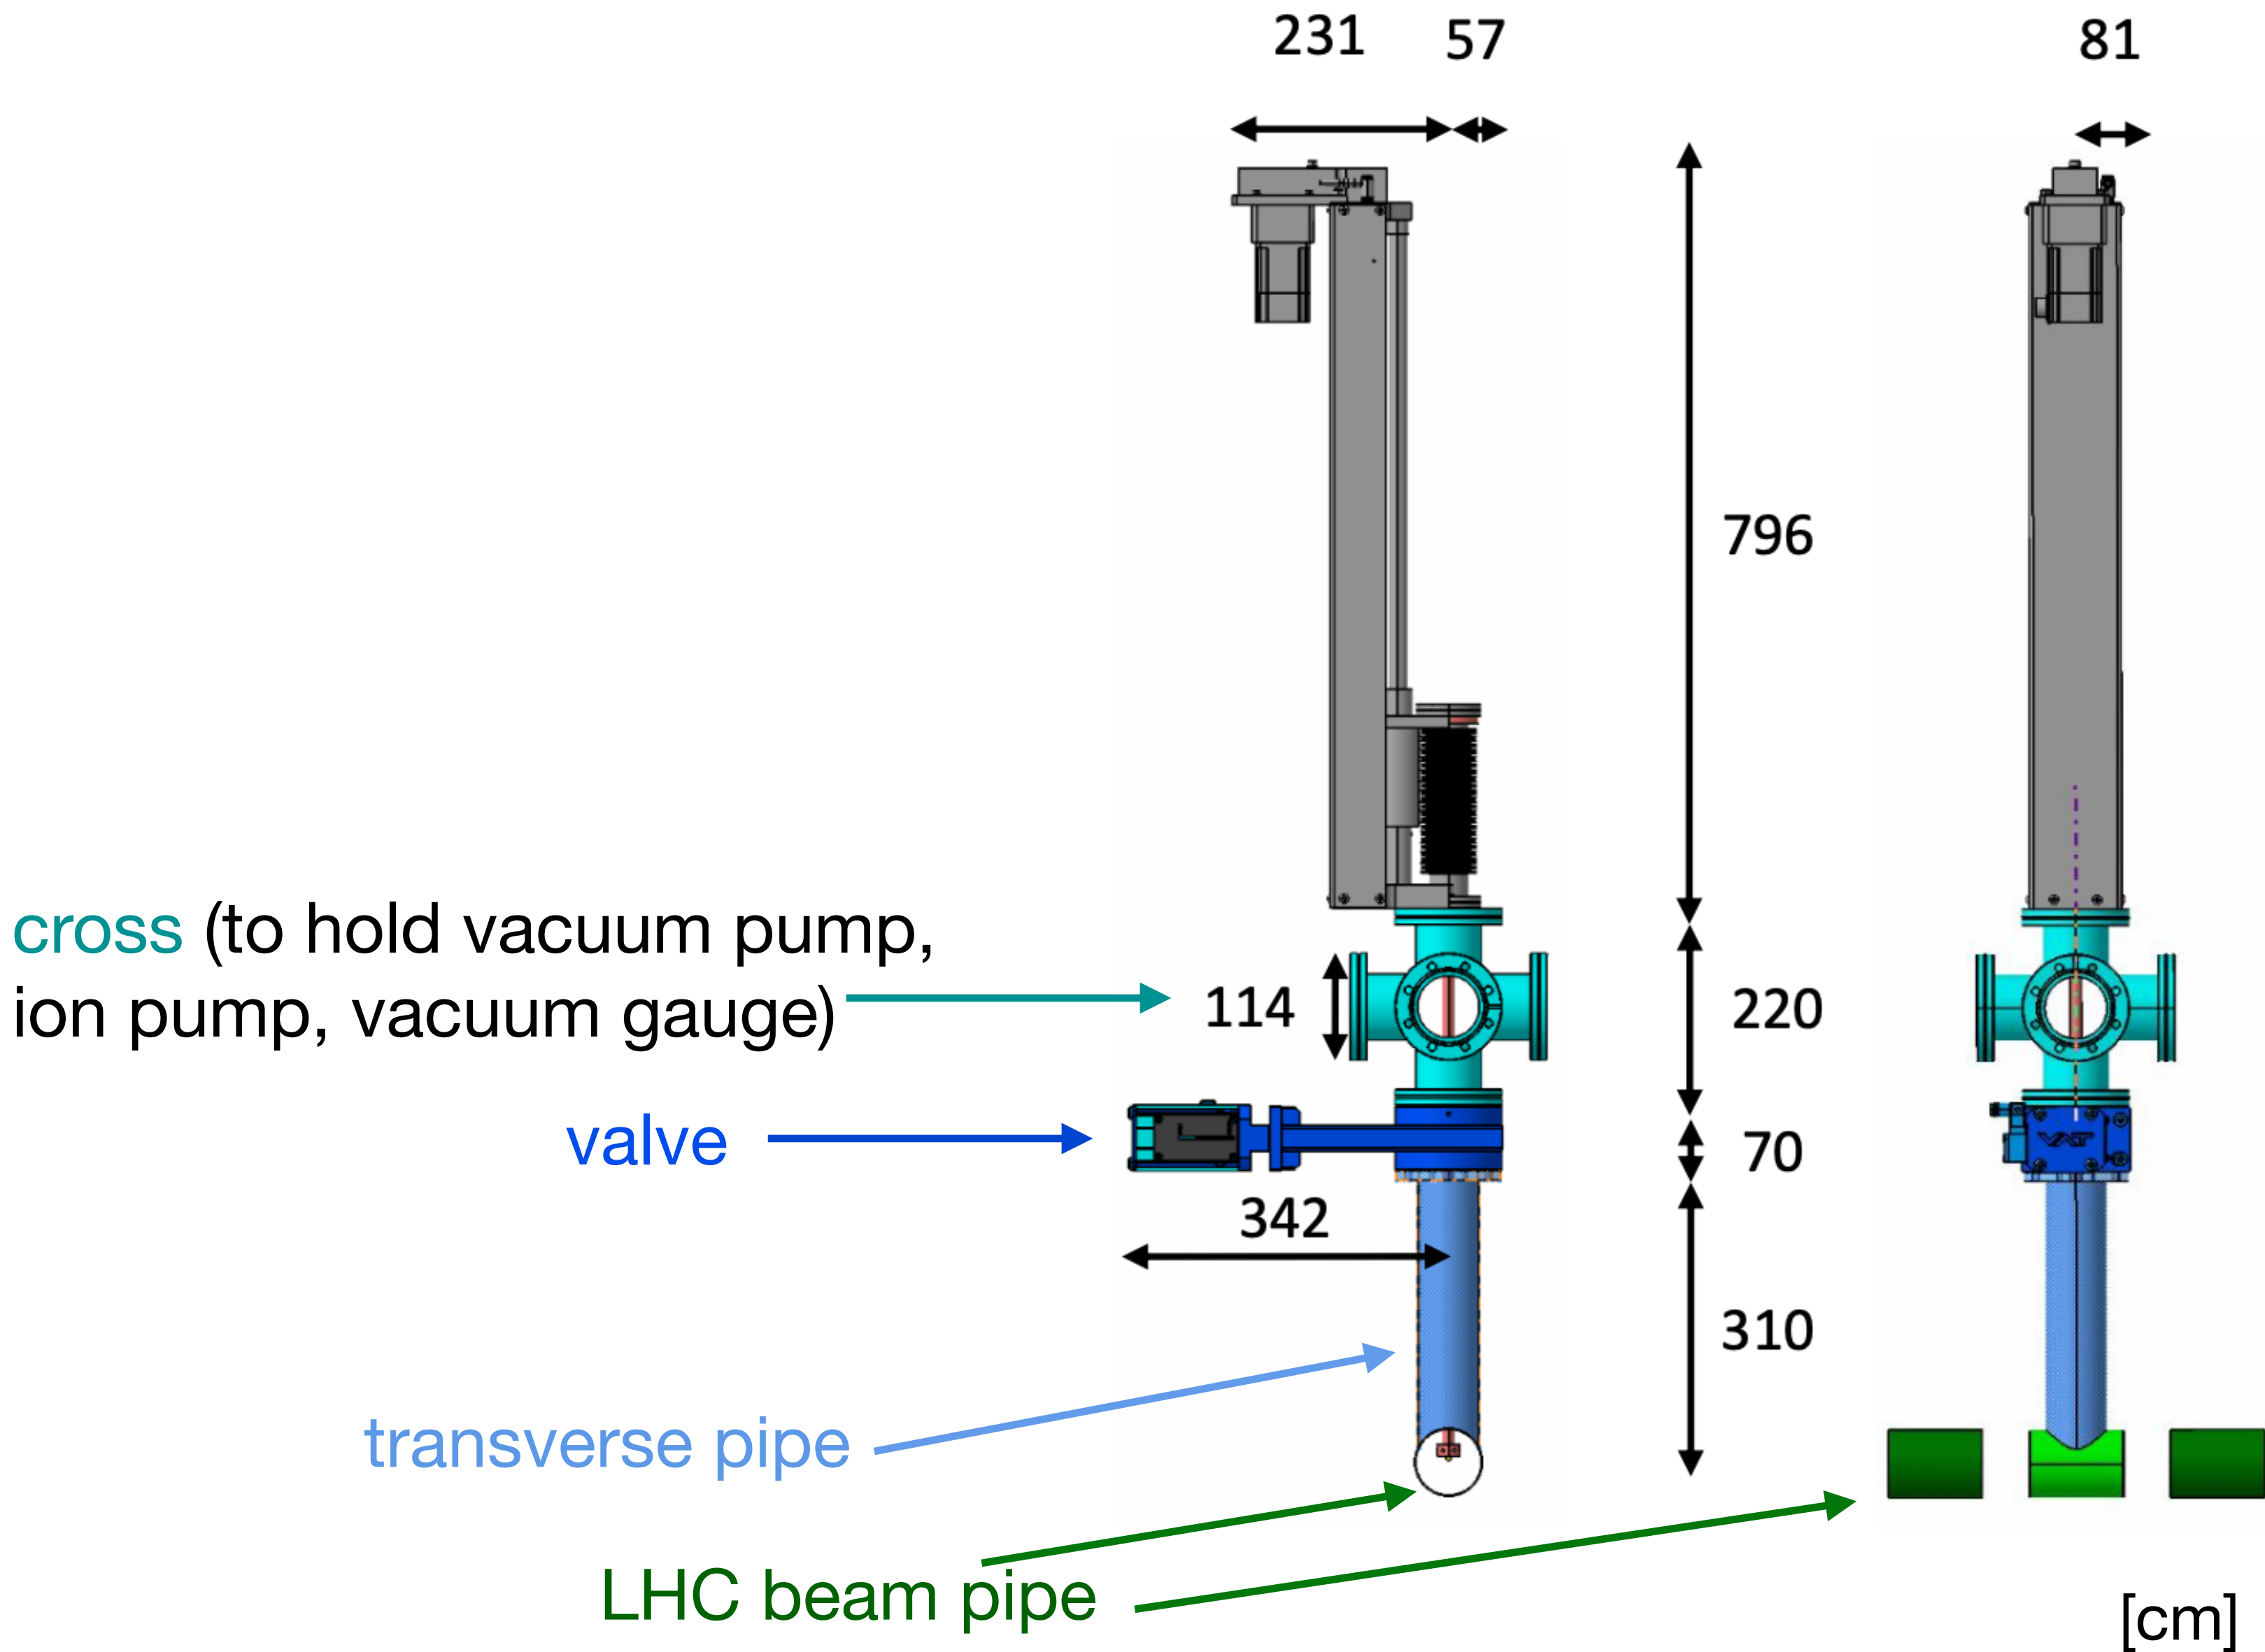 231 57 81
796
cross (to hold vacuum pump,
ion pump, vacuum gauge)
114
220
valve
70
VAT
342
310
transverse pipe
LHC beam pipe
[cm]